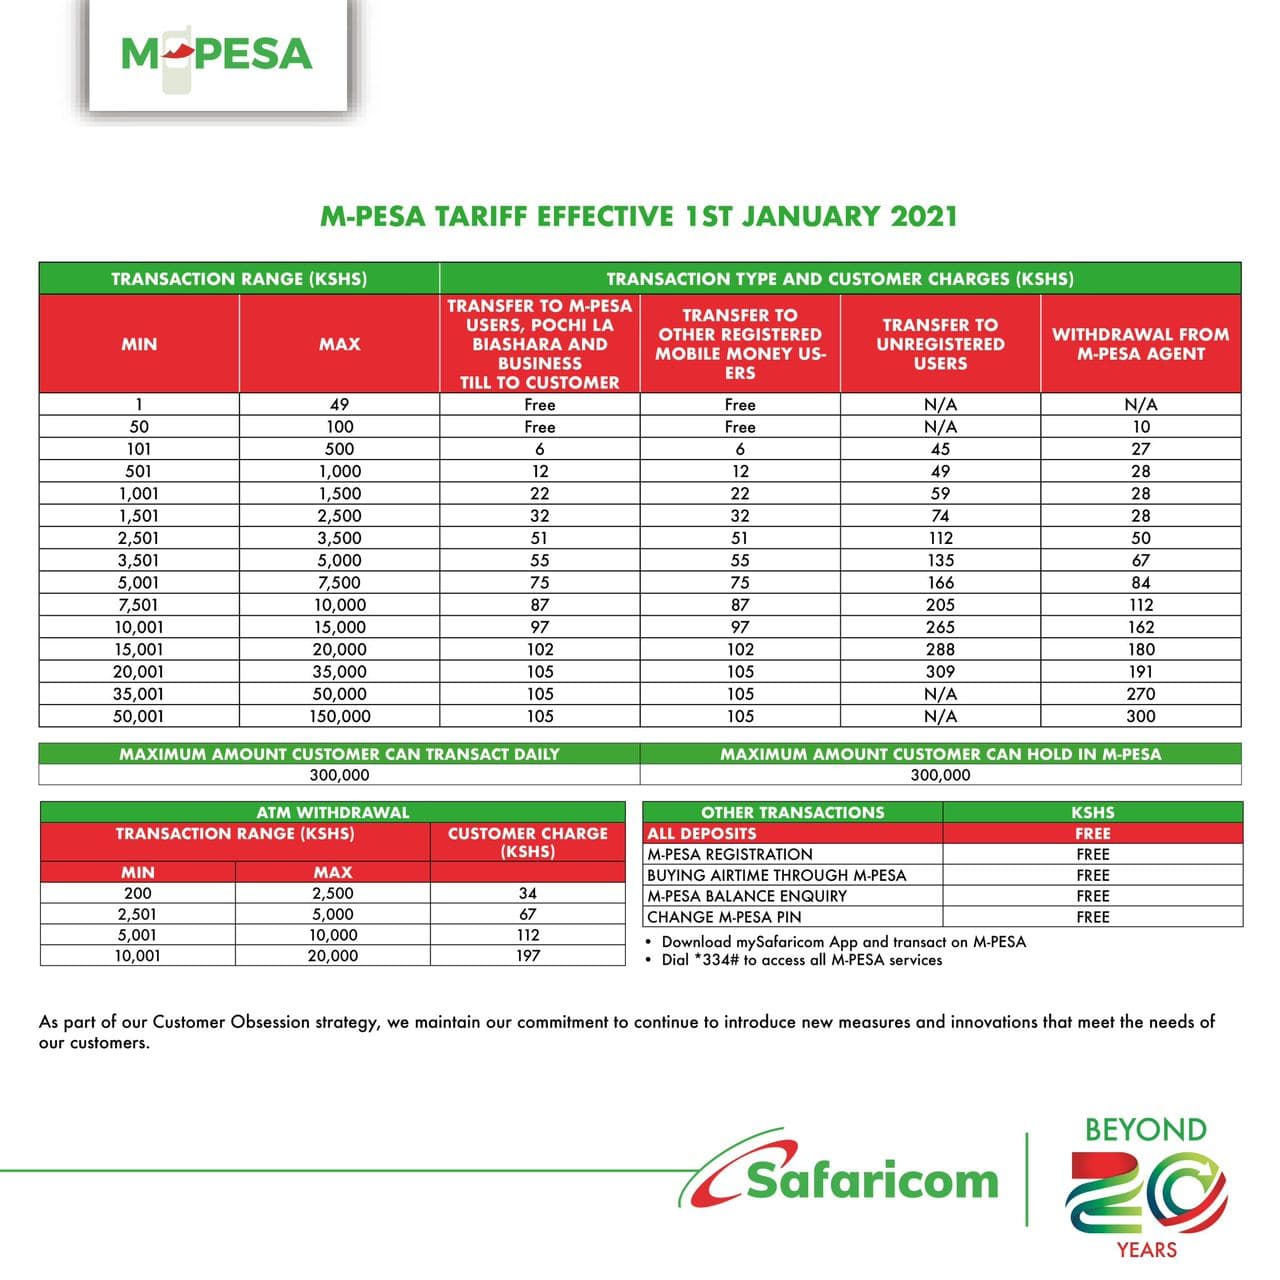 M-PESA
M-PESA TARIFF EFFECTIVE 1ST JANUARY 2021
TRANSACTION RANGE (KSHS) TRANSACTION TYPE AND CUSTOMER CHARGES (KSHS)
MIN MAX TRANSFER TO M-PESA USERS, POCHI LA BIASHARA AND BUSINESS TILL TO CUSTOMER TRANSFER TO OTHER REGISTERED MOBILE MONEY US-ERS TRANSFER TO UNREGISTERED USERS WITHDRAWAL FROM M-PESA AGENT
1 49 Free Free N/A N/A
50 100 Free Free N/A 10
101 500 6 6 45 27
501 1,000 12 12 49 28
1,001 1,500 22 22 59 28
1,501 2,500 32 32 74 28
2,501 3,500 51 51 112 50
3,501 5,000 55 55 135 67
5,001 7,500 75 75 166 84
7,501 10,000 87 87 205 112
10,001 15,000 97 97 265 162
15,001 20,000 102 102 288 180
20,001 35,000 105 105 309 191
35,001 50,000 105 105 N/A 270
50,001 150,000 105 105 N/A 300
MAXIMUM AMOUNT CUSTOMER CAN TRANSACT DAILY MAXIMUM AMOUNT CUSTOMER CAN HOLD IN M-PESA
300,000 300,000
ATM WITHDRAWAL
TRANSACTION RANGE (KSHS) CUSTOMER CHARGE (KSHS)
MIN MAX
200 2,500 34
2,501 5,000 67
5,001 10,000 112
10,001 20,000 197
OTHER TRANSACTIONS KSHS
ALL DEPOSITS FREE
M-PESA REGISTRATION FREE
BUYING AIRTIME THROUGH M-PESA FREE
M-PESA BALANCE ENQUIRY FREE
CHANGE M-PESA PIN FREE
• Download mySafaricom App and transact on M-PESA
• Dial *334# to access all M-PESA services
As part of our Customer Obsession strategy, we maintain our commitment to continue to introduce new measures and innovations that meet the needs of
our customers.
Safaricom
BEYOND
20
YEARS